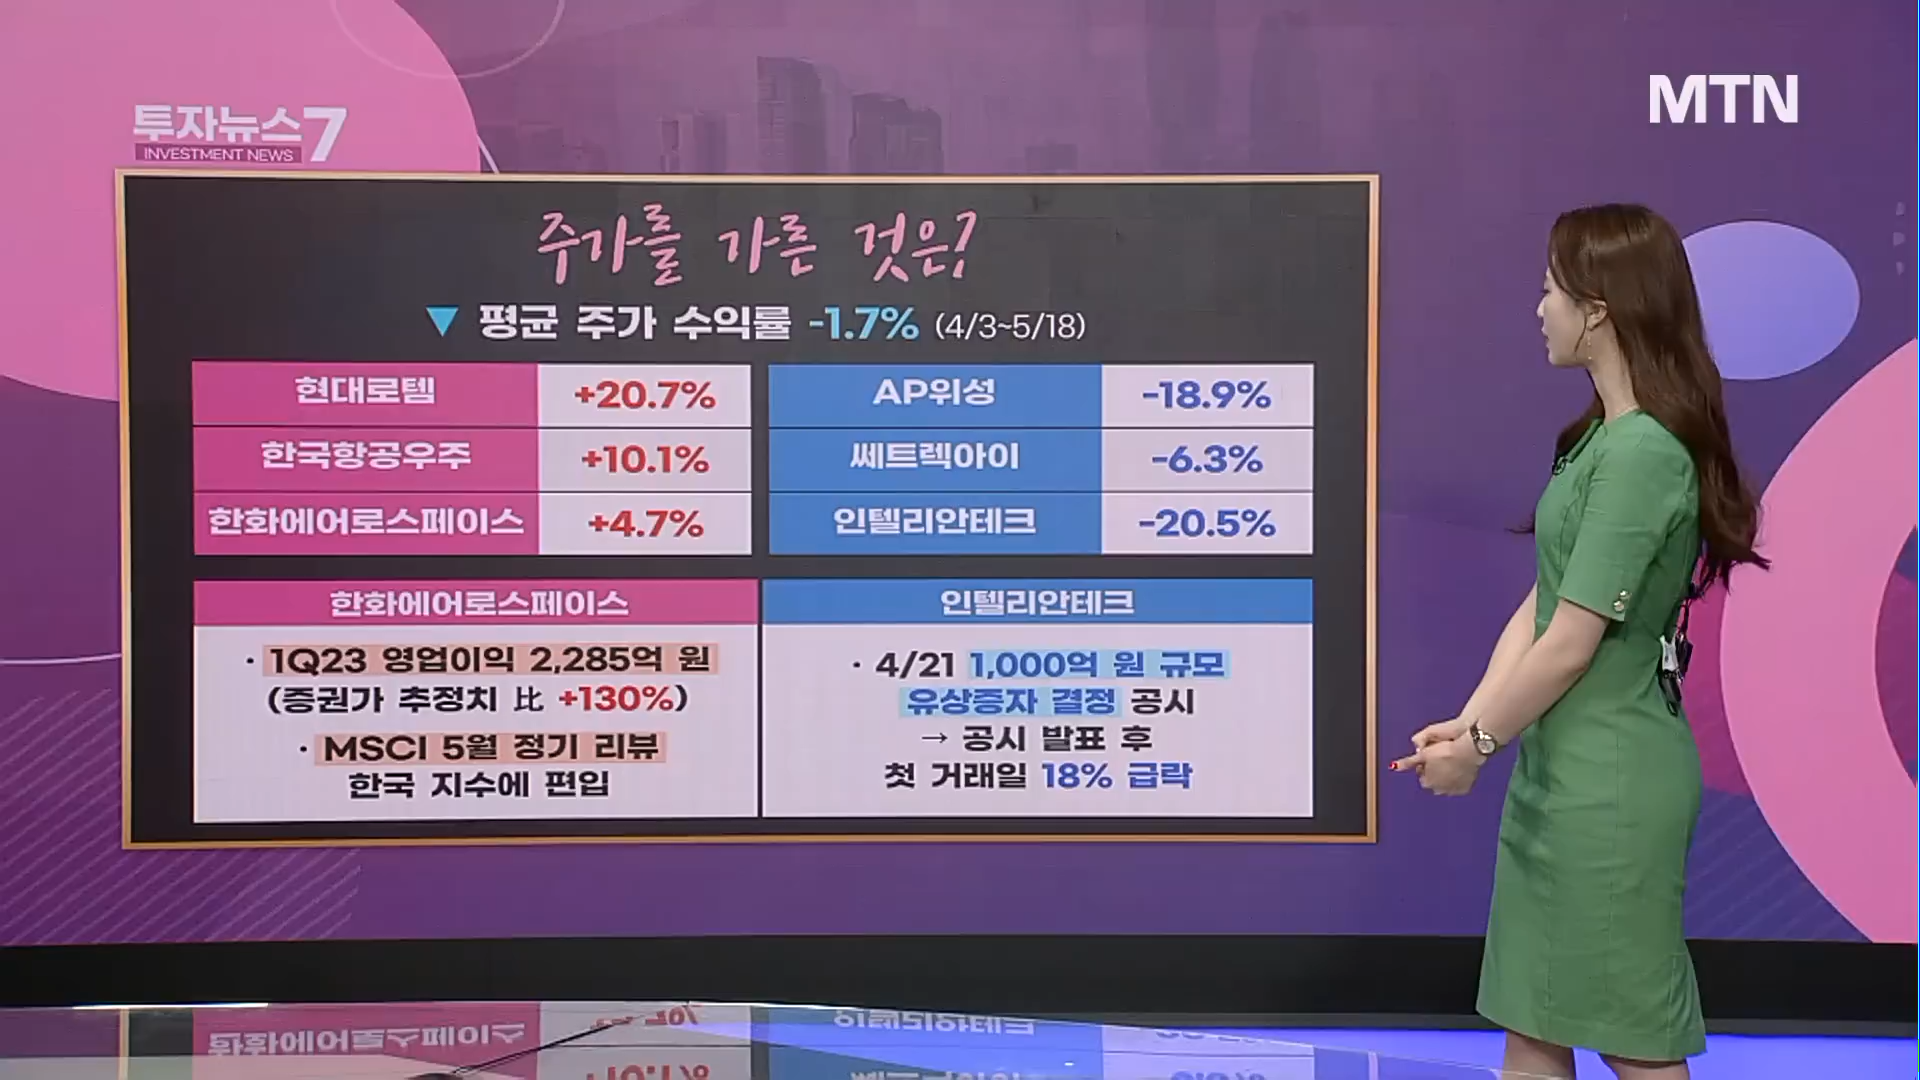 투자뉴스7
INVESTMENT NEWS
MTN
주가를 가른 것은?
▼ 평균 주가 수익률 -1.7% (4/3~5/18)
현대로템 +20.7%
한국항공우주 +10.1%
한화에어로스페이스 +4.7%
AP위성 -18.9%
쎄트렉아이 -6.3%
인텔리안테크 -20.5%
한화에어로스페이스
· 1Q23 영업이익 2,285억 원
(증권가 추정치 比 +130%)
· MSCI 5월 정기 리뷰
한국 지수에 편입
인텔리안테크
· 4/21 1,000억 원 규모
유상증자 결정 공시
→ 공시 발표 후
첫 거래일 18% 급락